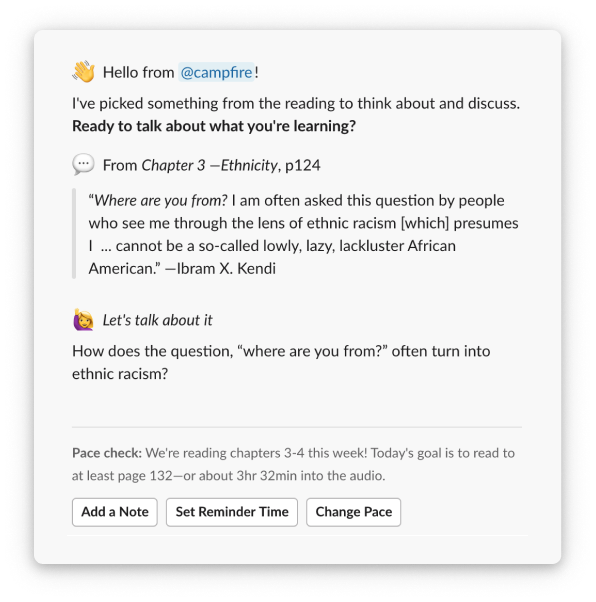 👋 Hello from @campfire!
I've picked something from the reading to think about and discuss.
Ready to talk about what you're learning?
💬 From Chapter 3 —Ethnicity, p124
“Where are you from? I am often asked this question by people
who see me through the lens of ethnic racism [which] presumes
I ... cannot be a so-called lowly, lazy, lackluster African
American.” —Ibram X. Kendi
🙋‍♀️ Let's talk about it
How does the question, “where are you from?” often turn into
ethnic racism?
Pace check: We're reading chapters 3-4 this week! Today's goal is to read to
at least page 132—or about 3hr 32min into the audio.
Add a Note Set Reminder Time Change Pace